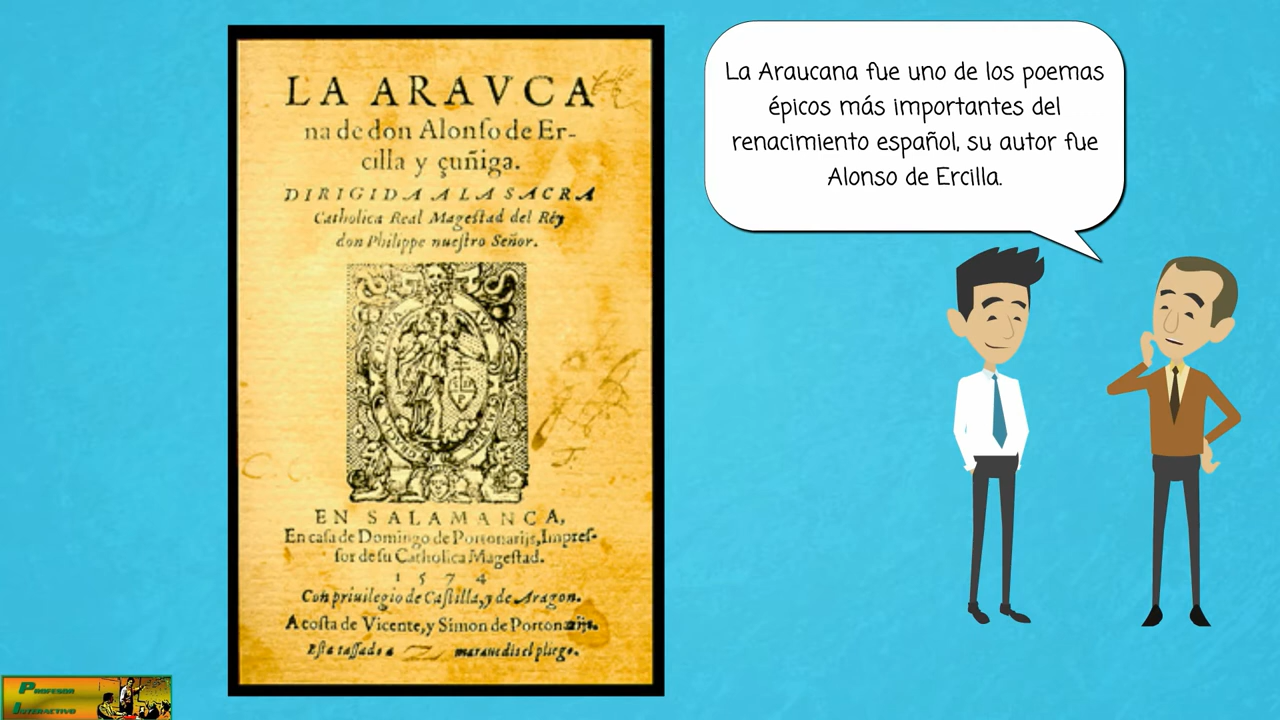 LA ARAVCA
na de don Alonso de Er-
cilla y çuñiga.
DIRIGIDA A LA SACRA
Catholica Real Magestad del Rey
don Philippe nuestro Señor.
EN SALAMANCA,
En casa de Domingo de Portonarijs, Impres-
sor de su Catholica Magestad.
1574
Con priuilegio de Castilla, y de Aragon.
A costa de Vicente, y Simon de Portonarijs.
Esta tassado a maravedis el pliego.
La Araucana fue uno de los poemas
épicos más importantes del
renacimiento español, su autor fue
Alonso de Ercilla.
PROFESOR
INTERACTIVO